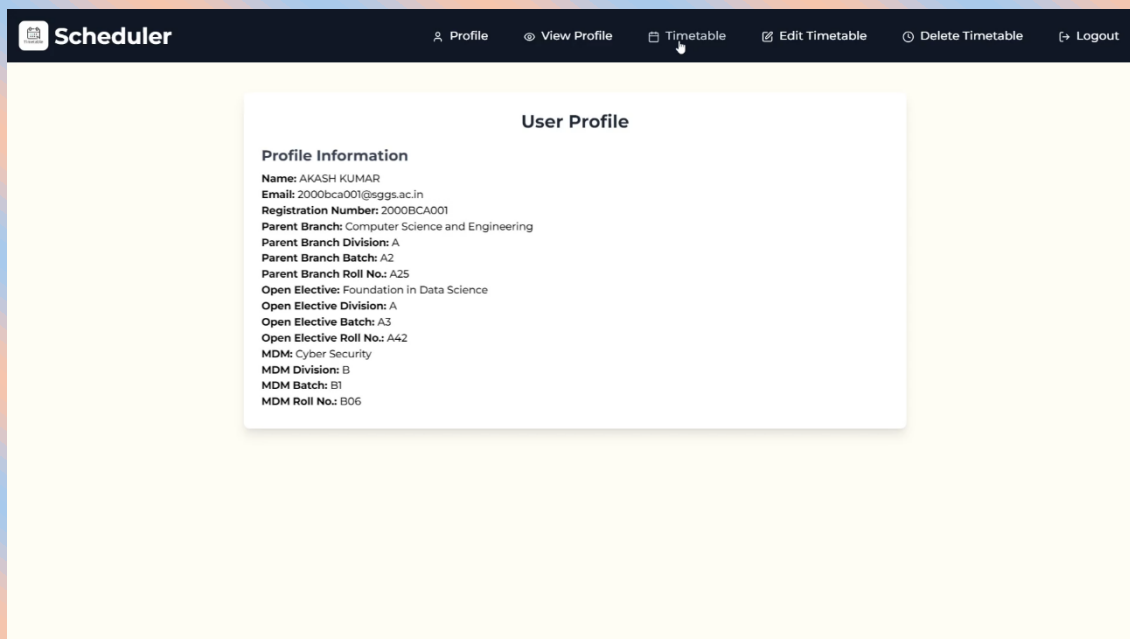 Scheduler
Profile
View Profile
Timetable
Edit Timetable
Delete Timetable
Logout
User Profile
Profile Information
Name: AKASH KUMAR
Email: 2000bca001@sggs.ac.in
Registration Number: 2000BCA001
Parent Branch: Computer Science and Engineering
Parent Branch Division: A
Parent Branch Batch: A2
Parent Branch Roll No.: A25
Open Elective: Foundation in Data Science
Open Elective Division: A
Open Elective Batch: A3
Open Elective Roll No.: A42
MDM: Cyber Security
MDM Division: B
MDM Batch: B1
MDM Roll No.: B06